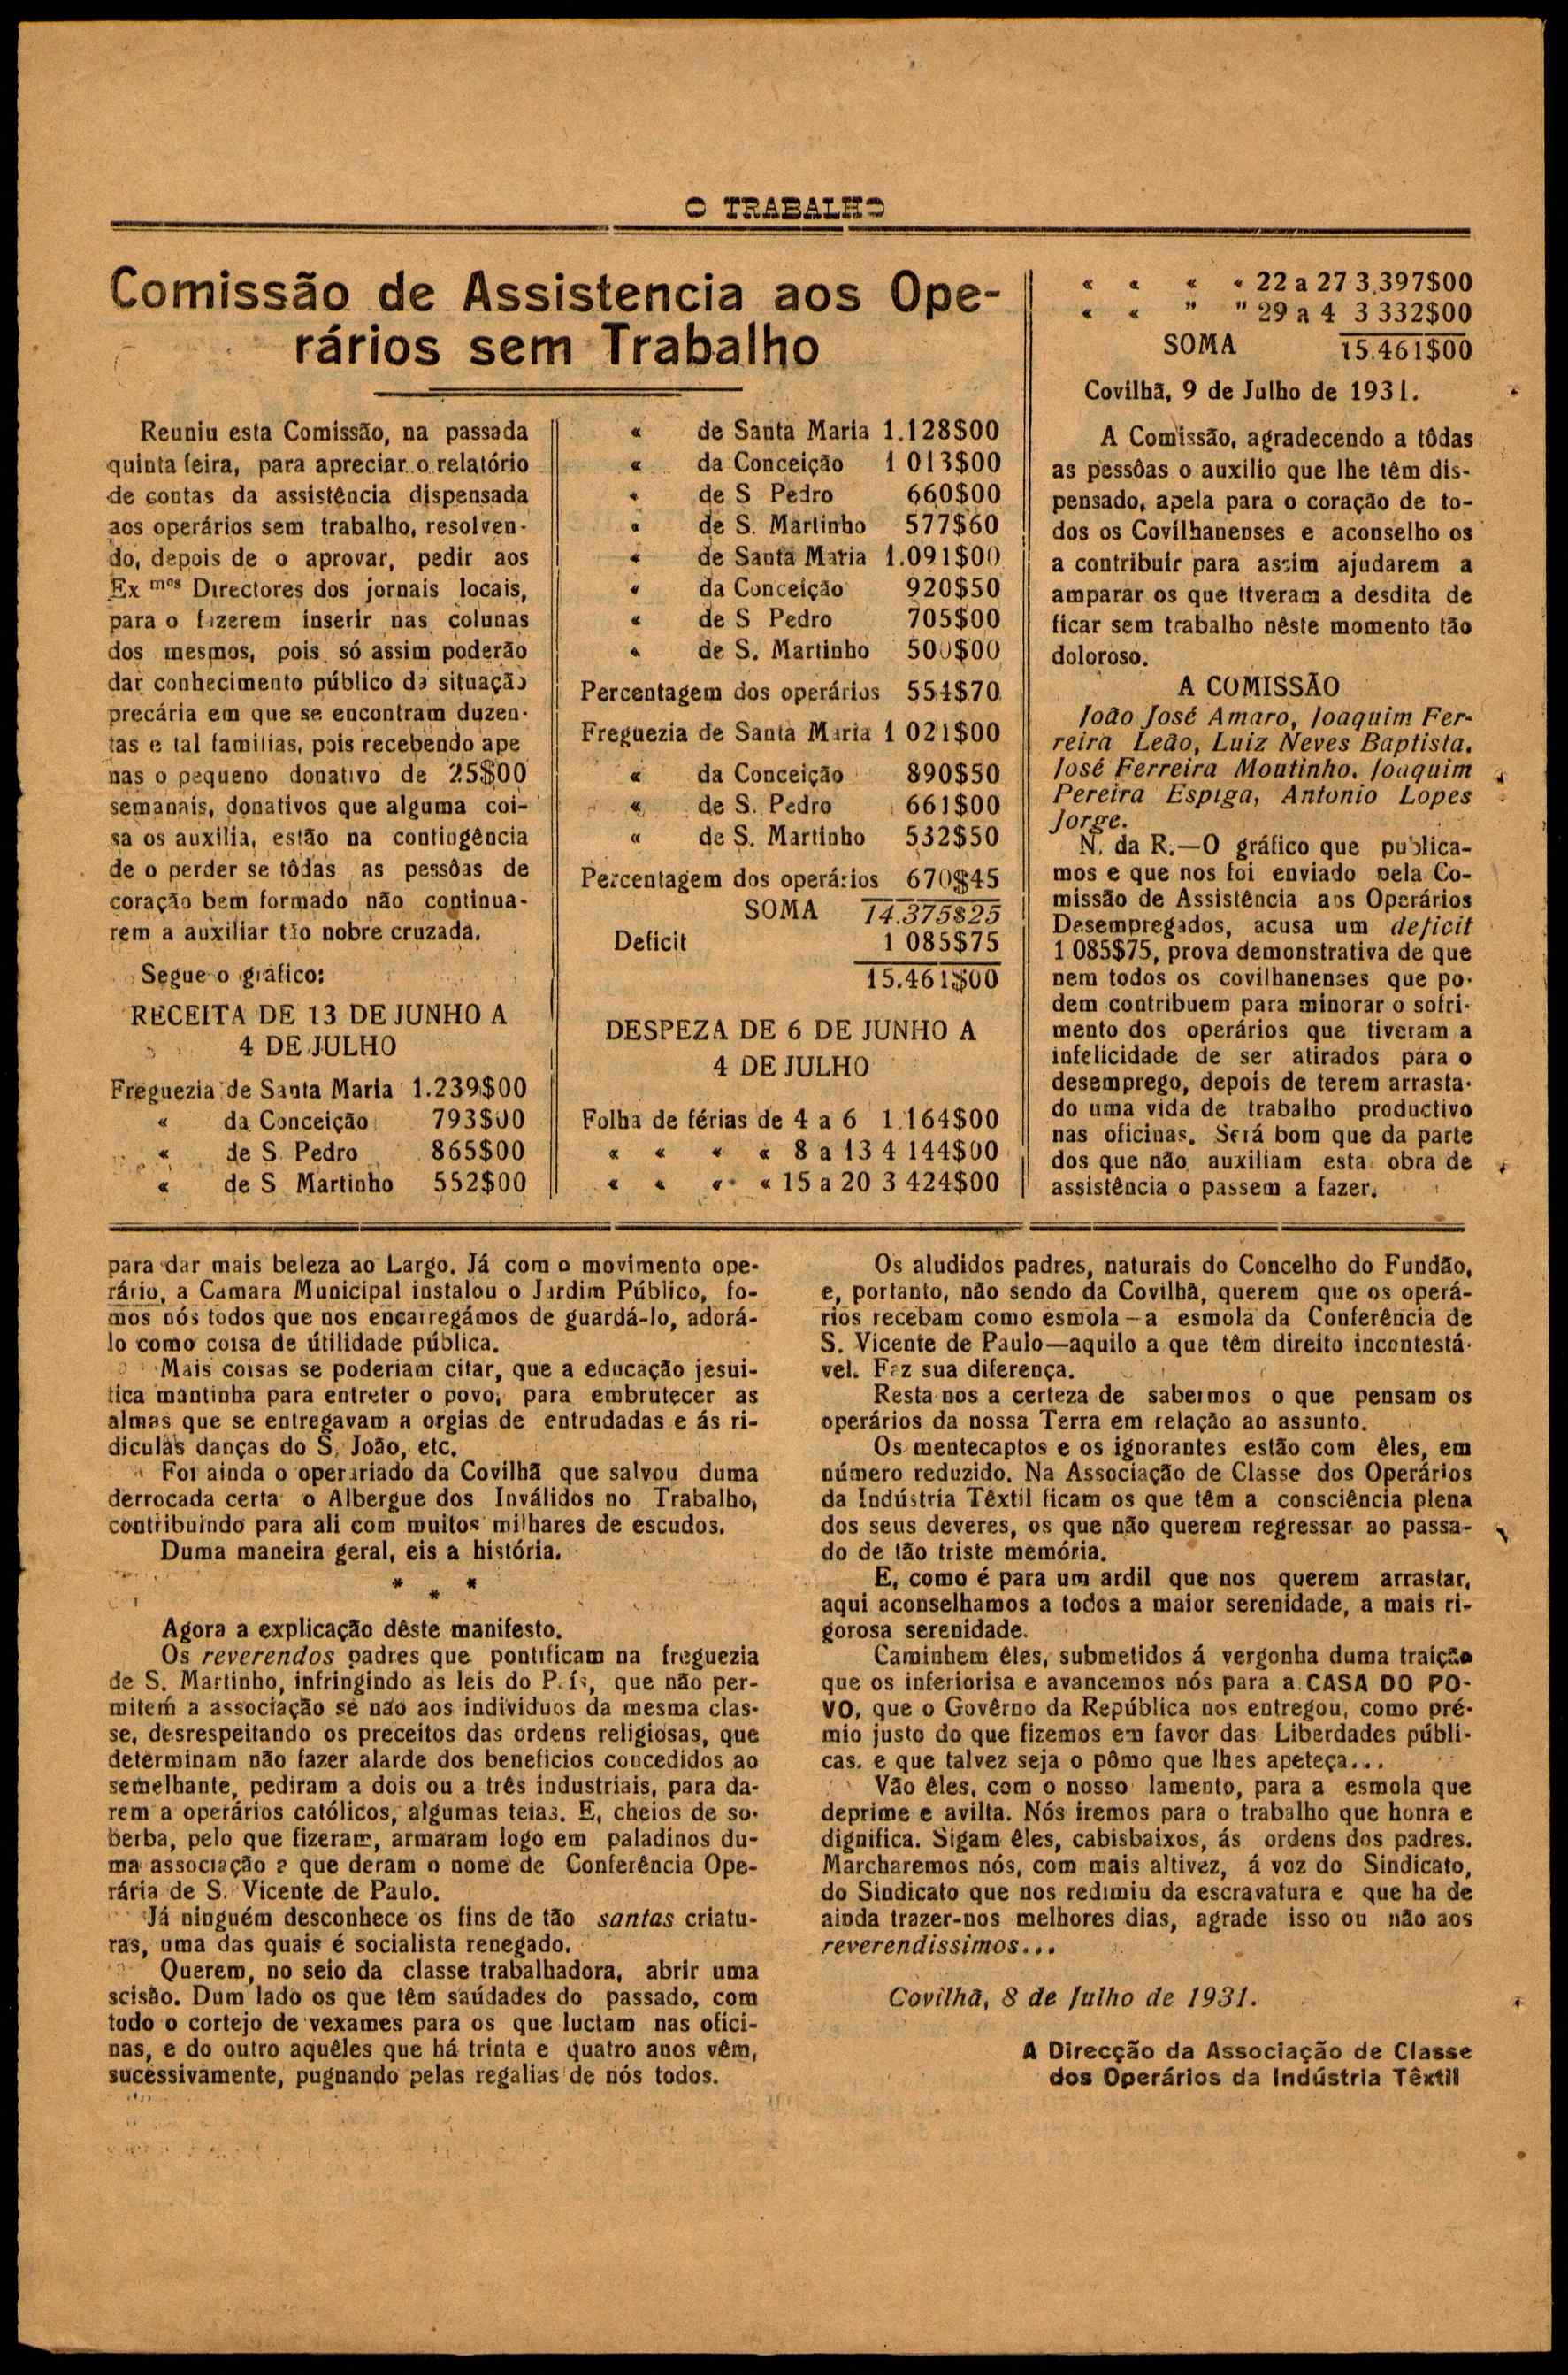 O TRABALHO
Comissão de Assistencia aos Ope-
rários sem Trabalho
Reuniu esta Comissão, na passada
quinta feira, para apreciar o relatório
de contas da assistência dispensada
aos operários sem trabalho, resolven-
do, depois de o aprovar, pedir aos
Ex mos Directores dos jornais locais,
para o fazerem inserir nas colunas
dos mesmos, pois só assim poderão
dar conhecimento público da situação
precária em que se encontram duzen-
tas e tal familias, pois recebendo ape
nas o pequeno donativo de 25$00
semanais, donativos que alguma coi-
sa os auxilia, estão na contingência
de o perder se tôdas as pessôas de
coração bem formado não continua-
rem a auxiliar tão nobre cruzada.
Segue o gráfico:
RECEITA DE 13 DE JUNHO A
4 DE JULHO
Freguezia de Santa Maria 1.239$00
« da Conceição 793$00
« de S. Pedro 865$00
« de S Martinho 552$00
« de Santa Maria 1.128$00
« da Conceição 1 013$00
« de S Pedro 660$00
« de S. Martinho 577$60
« de Santa Maria 1.091$00
« da Conceição 920$50
« de S Pedro 705$00
« de S. Martinho 500$00
Percentagem dos operários 554$70
Freguezia de Santa Maria 1 021$00
« da Conceição 890$50
« de S. Pedro 661$00
« de S. Martinho 532$50
Percentagem dos operários 670$45
SOMA 14.375$25
Deficit 1 085$75
15.461$00
DESPEZA DE 6 DE JUNHO A
4 DE JULHO
Folha de férias de 4 a 6 1.164$00
« « « « 8 a 13 4 144$00
« « « « 15 a 20 3 424$00
« « « « 22 a 27 3.397$00
« « " " 29 a 4 3 332$00
SOMA 15.461$00
Covilhã, 9 de Julho de 1931.
A Comissão, agradecendo a tôdas
as pessôas o auxilio que lhe têm dis-
pensado, apela para o coração de to-
dos os Covilhanenses e aconselho os
a contribuir para assim ajudarem a
amparar os que tiveram a desdita de
ficar sem trabalho nêste momento tão
doloroso.
A COMISSÃO
João José Amaro, Joaquim Fer-
reira Leão, Luiz Neves Baptista.
José Ferreira Moutinho, Joaquim
Pereira Espiga, Antonio Lopes
Jorge.
N. da R.—O gráfico que publica-
mos e que nos foi enviado pela Co-
missão de Assistência aos Operários
Desempregados, acusa um deficit
1 085$75, prova demonstrativa de que
nem todos os covilhanenses que po-
dem contribuem para minorar o sofri-
mento dos operários que tiveram a
infelicidade de ser atirados para o
desemprego, depois de terem arrasta-
do uma vida de trabalho productivo
nas oficinas. Será bom que da parte
dos que não auxiliam esta obra de
assistência o passem a fazer.
para dar mais beleza ao Largo. Já com o movimento ope-
rário, a Camara Municipal instalou o Jardim Público, fo-
mos nós todos que nos encarregámos de guardá-lo, adorá-
lo como coisa de útilidade pública.
Mais coisas se poderiam citar, que a educação jesui-
tica mantinha para entreter o povo, para embrutecer as
almas que se entregavam a orgias de entrudadas e ás ri-
diculas danças do S. João, etc.
Foi ainda o operariado da Covilhã que salvou duma
derrocada certa o Albergue dos Inválidos no Trabalho,
contribuindo para ali com muitos milhares de escudos.
Duma maneira geral, eis a história.
* * *
Agora a explicação dêste manifesto.
Os reverendos padres que pontificam na freguezia
de S. Martinho, infringindo as leis do País, que não per-
mitem a associação se não aos individuos da mesma clas-
se, desrespeitando os preceitos das ordens religiosas, que
determinam não fazer alarde dos beneficios concedidos ao
semelhante, pediram a dois ou a três industriais, para da-
rem a operários católicos, algumas teias. E, cheios de so-
berba, pelo que fizeram, armaram logo em paladinos du-
ma associação a que deram o nome de Conferência Ope-
rária de S. Vicente de Paulo.
Já ninguém desconhece os fins de tão santas criatu-
ras, uma das quais é socialista renegado.
Querem, no seio da classe trabalhadora, abrir uma
scisão. Dum lado os que têm saúdades do passado, com
todo o cortejo de vexames para os que luctam nas ofici-
nas, e do outro aquêles que há trinta e quatro anos vêm,
sucessivamente, pugnando pelas regalias de nós todos.
Os aludidos padres, naturais do Concelho do Fundão,
e, portanto, não sendo da Covilhã, querem que os operá-
rios recebam como esmola—a esmola da Conferência de
S. Vicente de Paulo—aquilo a que têm direito incontestá-
vel. Faz sua diferença.
Resta-nos a certeza de sabermos o que pensam os
operários da nossa Terra em relação ao assunto.
Os mentecaptos e os ignorantes estão com êles, em
número reduzido. Na Associação de Classe dos Operários
da Indústria Têxtil ficam os que têm a consciência plena
dos seus deveres, os que não querem regressar ao passa-
do de tão triste memória.
E, como é para um ardil que nos querem arrastar,
aqui aconselhamos a todos a maior serenidade, a mais ri-
gorosa serenidade.
Caminhem êles, submetidos á vergonha duma traição
que os inferiorisa e avancemos nós para a CASA DO PO-
VO, que o Govêrno da República nos entregou, como pré-
mio justo do que fizemos em favor das Liberdades públi-
cas. e que talvez seja o pômo que lhes apeteça...
Vão êles, com o nosso lamento, para a esmola que
deprime e avilta. Nós iremos para o trabalho que honra e
dignifica. Sigam êles, cabisbaixos, ás ordens dos padres.
Marcharemos nós, com mais altivez, á voz do Sindicato,
do Sindicato que nos redimiu da escravatura e que ha de
ainda trazer-nos melhores dias, agrade isso ou não aos
reverendissimos...
Covilhã, 8 de Julho de 1931.
A Direcção da Associação de Classe
dos Operários da Indústria Têxtil